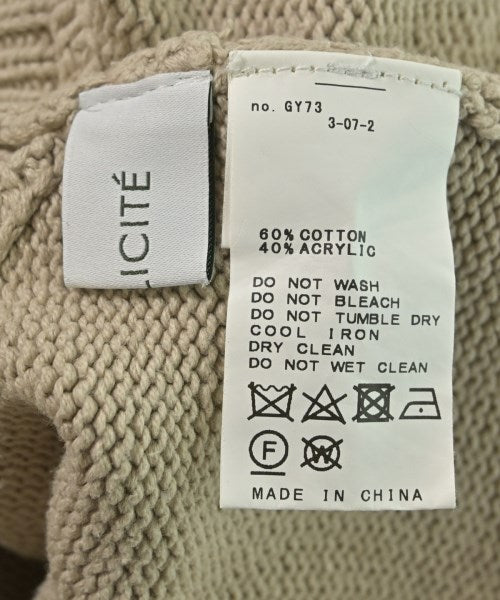 LICITÉ
no. GY73
3-07-2
60% COTTON
40% ACRYLIC
DO NOT WASH
DO NOT BLEACH
DO NOT TUMBLE DRY
COOL IRON
DRY CLEAN
DO NOT WET CLEAN
F W
MADE IN CHINA